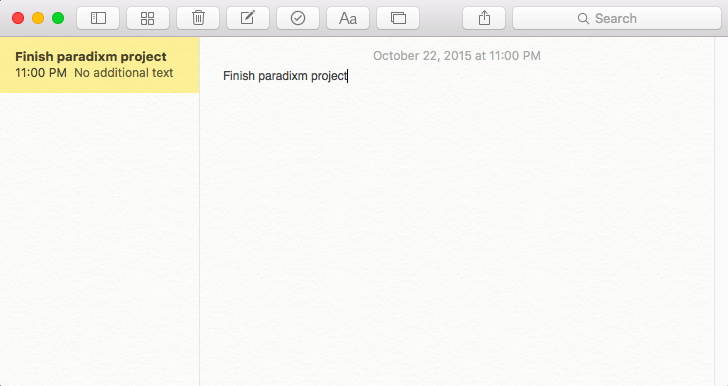 Aa
Search
Finish paradixm project
11:00 PM No additional text
October 22, 2015 at 11:00 PM
Finish paradixm project